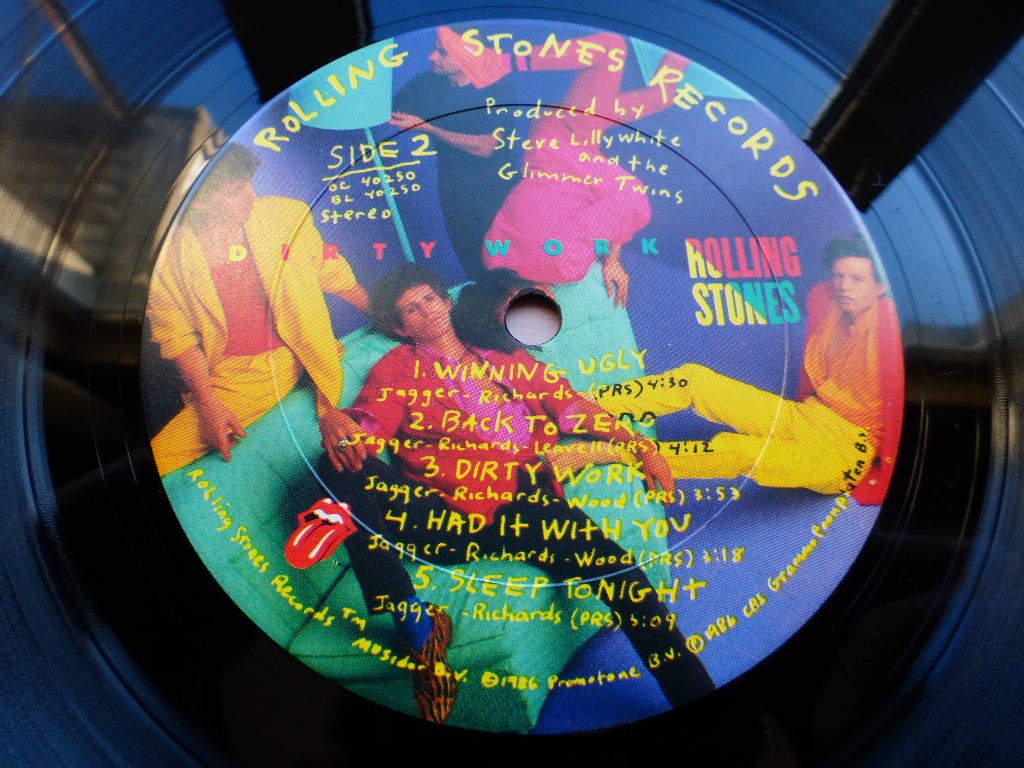 ROLLING STONES RECORDS
Produced by
Steve Lillywhite
and the
Glimmer Twins
SIDE 2
OC 40250
BL 40250
Stereo
DIRTY WORK
ROLLING
STONES
1. WINNING UGLY
Jagger-Richards-(PRS) 4:30
2. BACK TO ZERO
Jagger-Richards-Leavell(PRS) 4:12
3. DIRTY WORK
Jagger-Richards-Wood(PRS) 3:53
4. HAD IT WITH YOU
Jagger-Richards-Wood(PRS) 3:18
5. SLEEP TONIGHT
Jagger-Richards (PRS) 5:09
Rolling Stones Records TM Musidor B.V. ©1986 Promotone B.V. ℗1986 CBS Grammofoonplaten B.V.